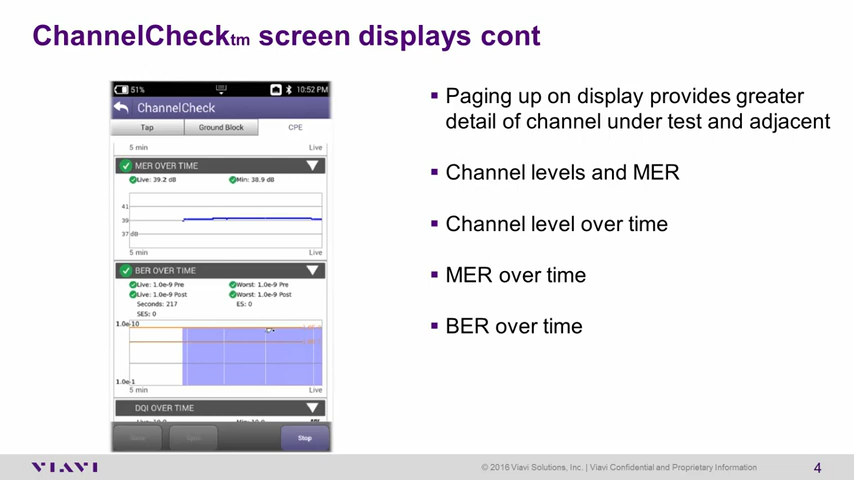 ChannelChecktm screen displays cont
51%
10:52 PM
ChannelCheck
Tap
Ground Block
CPE
5 min
Live
MER OVER TIME
Live: 39.2 dB
Min: 38.9 dB
41
39
37 dB
5 min
Live
BER OVER TIME
Live: 1.0e-9 Pre
Worst: 1.0e-9 Pre
Live: 1.0e-9 Post
Worst: 1.0e-9 Post
Seconds: 217
ES: 0
SES: 0
1.0e-10
1.0e-1
5 min
Live
DQI OVER TIME
Stop
▪ Paging up on display provides greater
detail of channel under test and adjacent
▪ Channel levels and MER
▪ Channel level over time
▪ MER over time
▪ BER over time
VIAVI
© 2016 Viavi Solutions, Inc. | Viavi Confidential and Proprietary Information
4